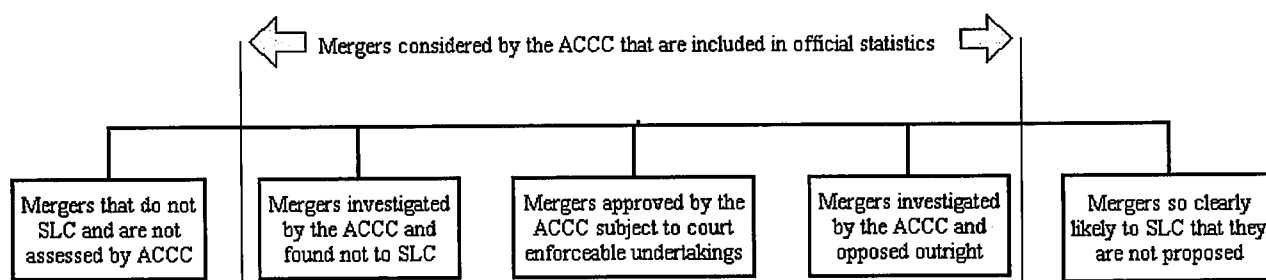 Mergers considered by the ACCC that are included in official statistics
Mergers that do not
SLC and are not
assessed by ACCC
Mergers investigated
by the ACCC and
found not to SLC
Mergers approved by the
ACCC subject to court
enforceable undertakings
Mergers investigated
by the ACCC and
opposed outright
Mergers so clearly
likely to SLC that they
are not proposed